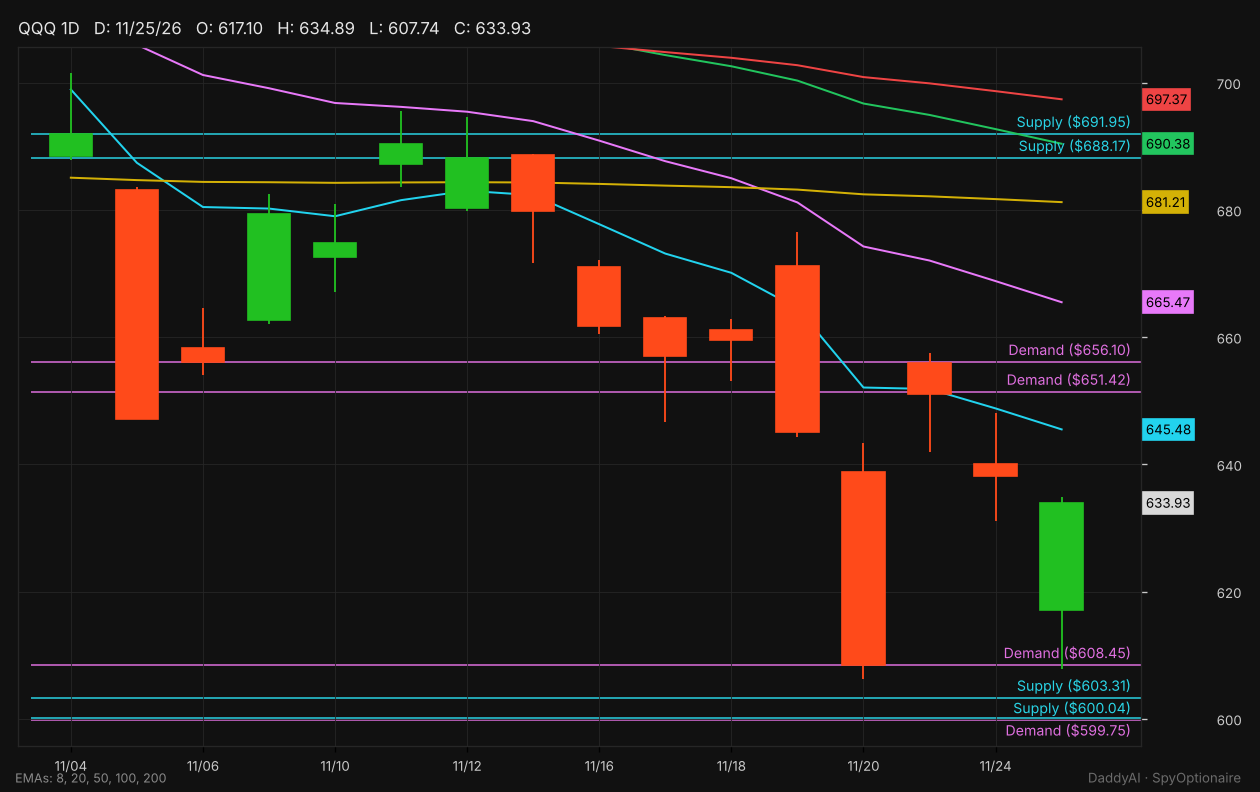 QQQ 1D D: 11/25/26 O: 617.10 H: 634.89 L: 607.74 C: 633.93
700
697.37
Supply ($691.95)
690.38
Supply ($688.17)
680
681.21
665.47
660
Demand ($656.10)
Demand ($651.42)
645.48
640
633.93
620
Demand ($608.45)
Supply ($603.31)
Supply ($600.04)
600
Demand ($599.75)
11/04 11/06 11/10 11/12 11/16 11/18 11/20 11/24
EMAs: 8, 20, 50, 100, 200
DaddyAI · SpyOptionaire